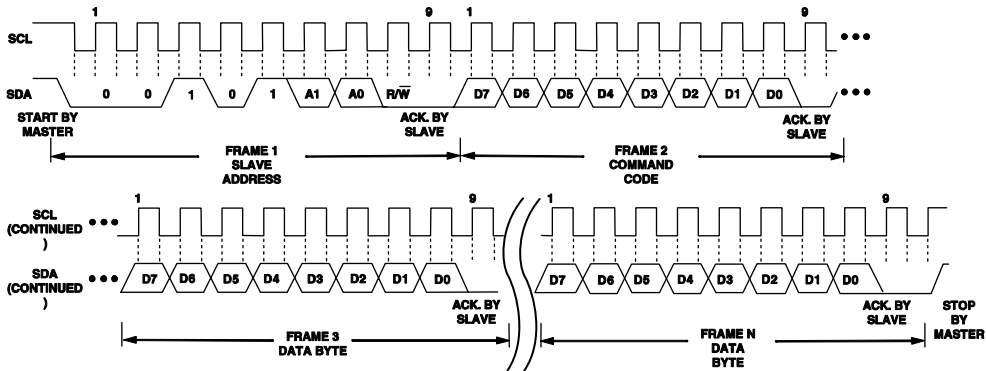 1 9 1 9
SCL
SDA
0 0 1 0 1 A1 A0 R/W D7 D6 D5 D4 D3 D2 D1 D0
START BY
MASTER
ACK. BY
SLAVE
ACK. BY
SLAVE
FRAME 1
SLAVE
ADDRESS
FRAME 2
COMMAND
CODE
1 9 1 9
SCL
(CONTINUED
)
SDA
(CONTINUED
)
D7 D6 D5 D4 D3 D2 D1 D0 D7 D6 D5 D4 D3 D2 D1 D0
ACK. BY
SLAVE
ACK. BY
SLAVE
STOP
BY
MASTER
FRAME 3
DATA BYTE
FRAME N
DATA
BYTE